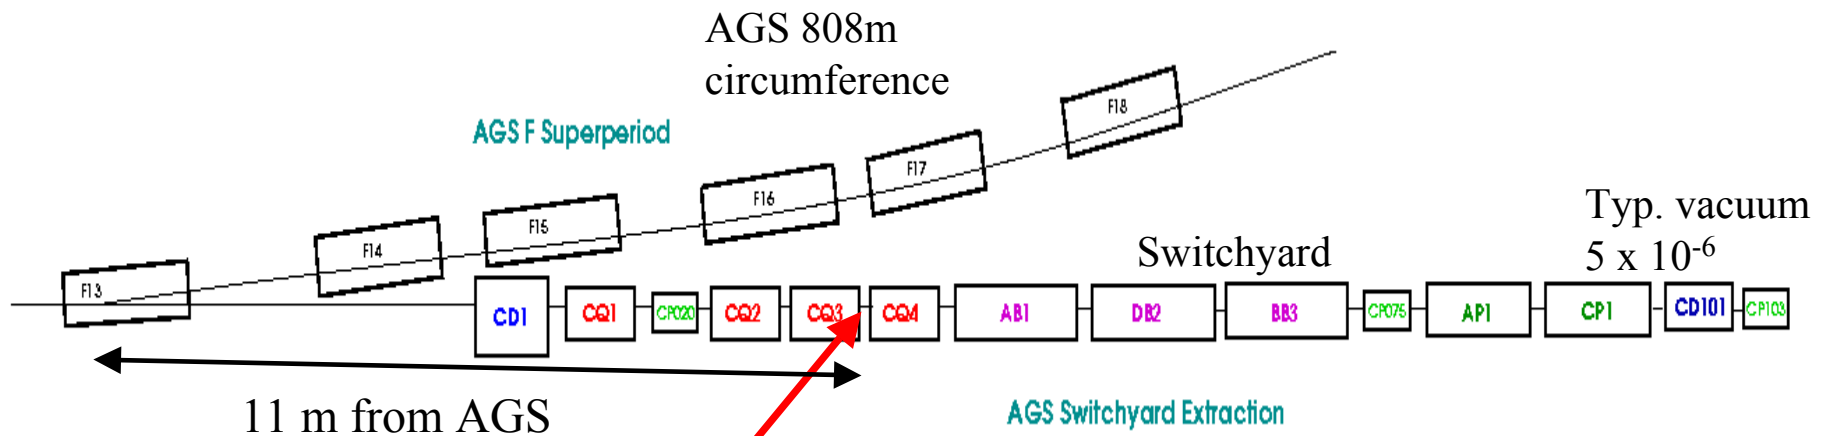 AGS 808m
circumference
AGS F Superperiod
F18
F17
F16
F15
F14
F13
Typ. vacuum
5 x 10⁻⁶
Switchyard
CD1
CQ1
CP020
CQ2
CQ3
CQ4
AB1
DB2
BB3
CP075
AP1
CP1
CD101
CP103
11 m from AGS
AGS Switchyard Extraction